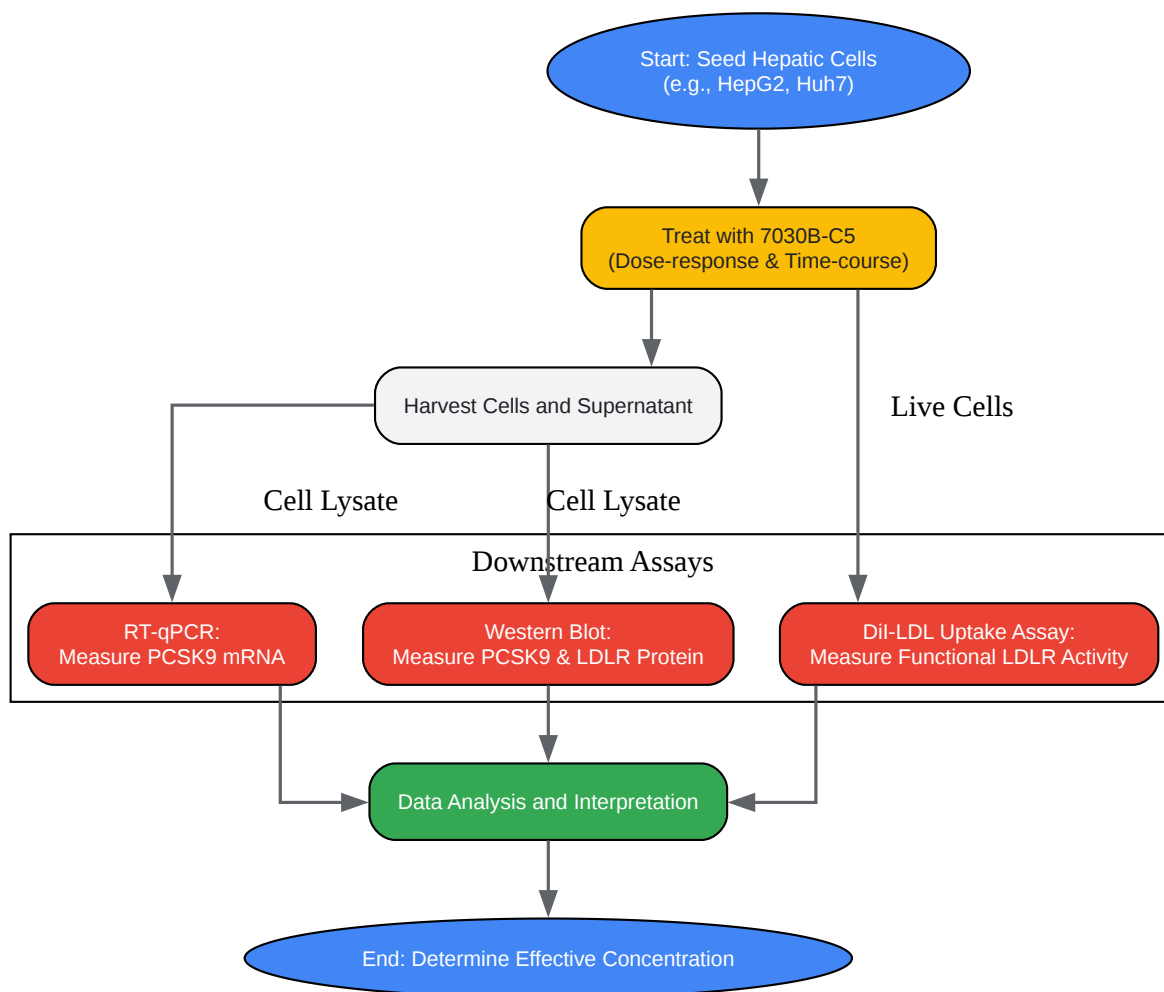 Start: Seed Hepatic Cells
(e.g., HepG2, Huh7)
Treat with 7030B-C5
(Dose-response & Time-course)
Harvest Cells and Supernatant
Live Cells
Cell Lysate
Cell Lysate
Downstream Assays
RT-qPCR:
Measure PCSK9 mRNA
Western Blot:
Measure PCSK9 & LDLR Protein
DiI-LDL Uptake Assay:
Measure Functional LDLR Activity
Data Analysis and Interpretation
End: Determine Effective Concentration